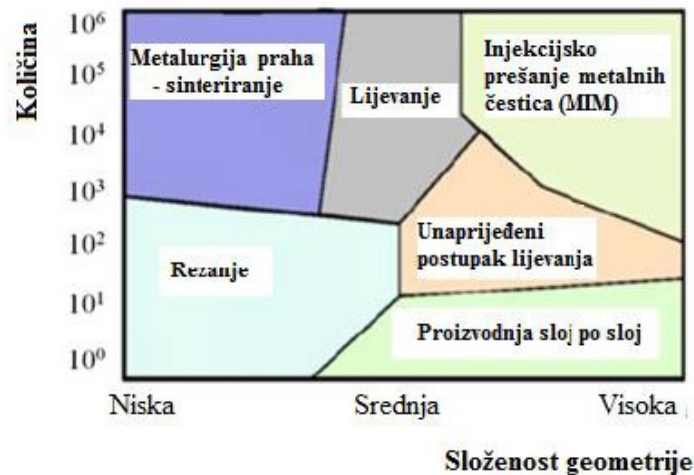 Količina
10⁶
10⁵
10⁴
10³
10²
10¹
10⁰
Metalurgija praha
- sinteriranje
Lijevanje
Injekcijsko
prešanje metalnih
čestica (MIM)
Rezanje
Unaprijeđeni
postupak lijevanja
Proizvodnja sloj po sloj
Niska
Srednja
Visoka
Složenost geometrije